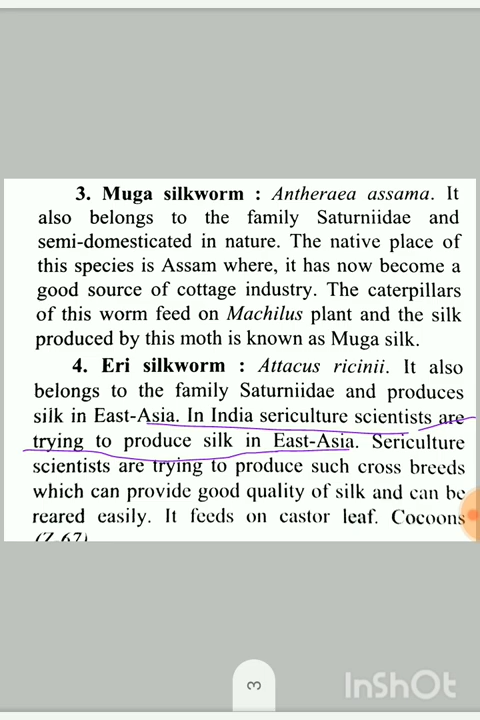 3. Muga silkworm : Antheraea assama. It
also belongs to the family Saturniidae and
semi-domesticated in nature. The native place of
this species is Assam where, it has now become a
good source of cottage industry. The caterpillars
of this worm feed on Machilus plant and the silk
produced by this moth is known as Muga silk.
4. Eri silkworm : Attacus ricinii. It also
belongs to the family Saturniidae and produces
silk in East-Asia. In India sericulture scientists are
trying to produce silk in East-Asia. Sericulture
scientists are trying to produce such cross breeds
which can provide good quality of silk and can be
reared easily. It feeds on castor leaf. Cocoons
(Z-67)
3
InShOt